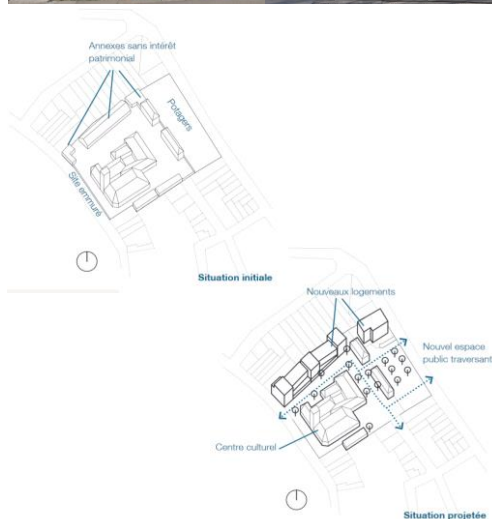 Annexes sans intérêt
patrimonial
Potagers
Site emmuré
Situation initiale
Nouveaux logements
Nouvel espace
public traversant
Centre culturel
Situation projetée